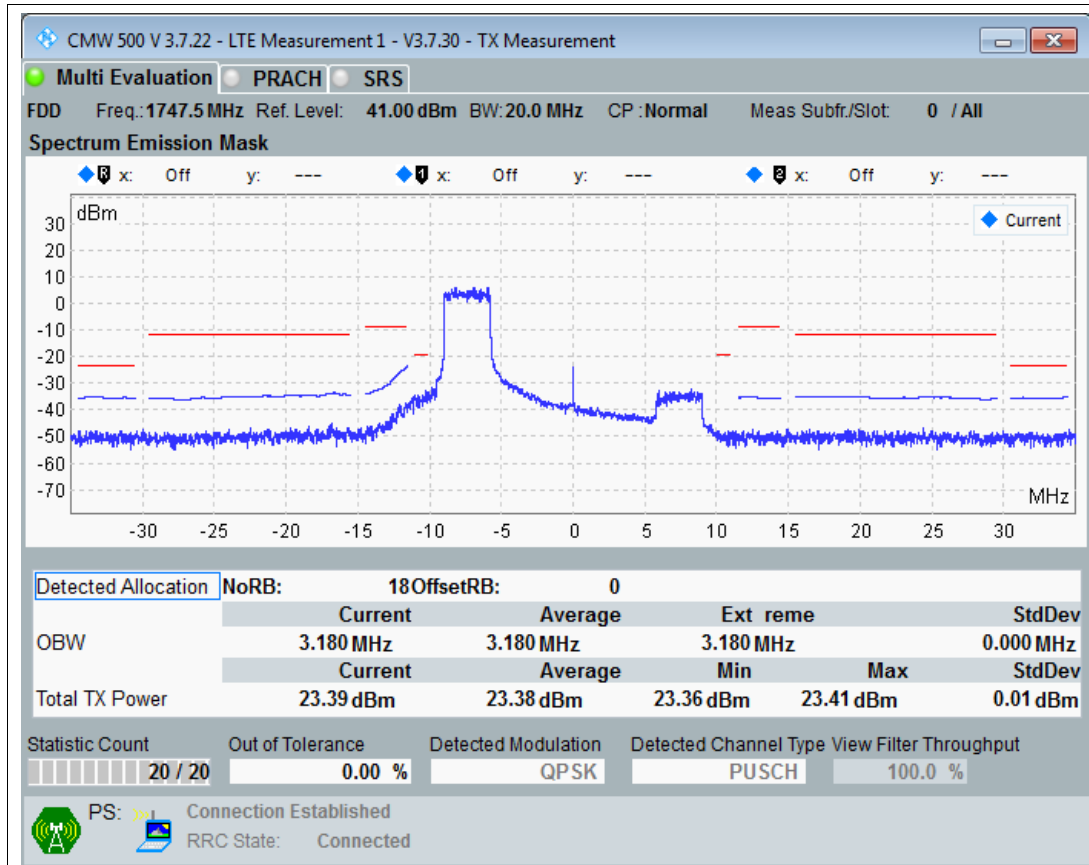 CMW 500 V 3.7.22 - LTE Measurement 1 - V3.7.30 - TX Measurement
Multi Evaluation PRACH SRS
FDD Freq.: 1747.5 MHz Ref. Level: 41.00 dBm BW: 20.0 MHz CP : Normal Meas Subfr./Slot: 0 / All
Spectrum Emission Mask
R x: Off y: --- 1 x: Off y: --- 2 x: Off y: ---
dBm
Current
30
20
10
0
-10
-20
-30
-40
-50
-60
-70
MHz
-30 -25 -20 -15 -10 -5 0 5 10 15 20 25 30
Detected Allocation NoRB: 18 OffsetRB: 0
Current Average Ext reme StdDev
OBW 3.180 MHz 3.180 MHz 3.180 MHz 0.000 MHz
Current Average Min Max StdDev
Total TX Power 23.39 dBm 23.38 dBm 23.36 dBm 23.41 dBm 0.01 dBm
Statistic Count Out of Tolerance Detected Modulation Detected Channel Type View Filter Throughput
20 / 20 0.00 % QPSK PUSCH 100.0 %
PS: Connection Established
RRC State: Connected